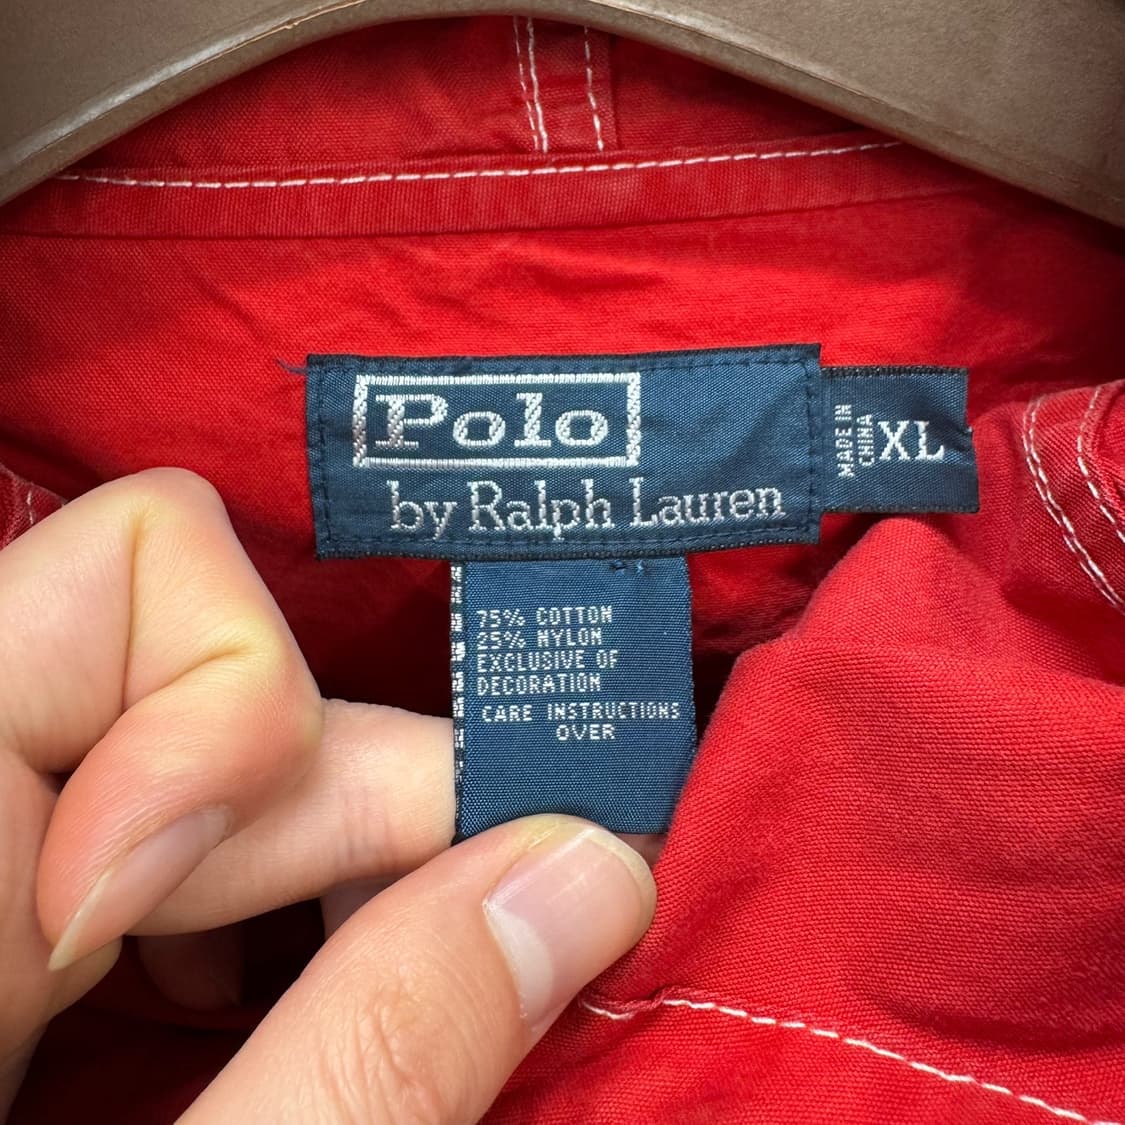 Polo
by Ralph Lauren
MADE IN
CHINA
XL
75% COTTON
25% NYLON
EXCLUSIVE OF
DECORATION
CARE INSTRUCTIONS
OVER